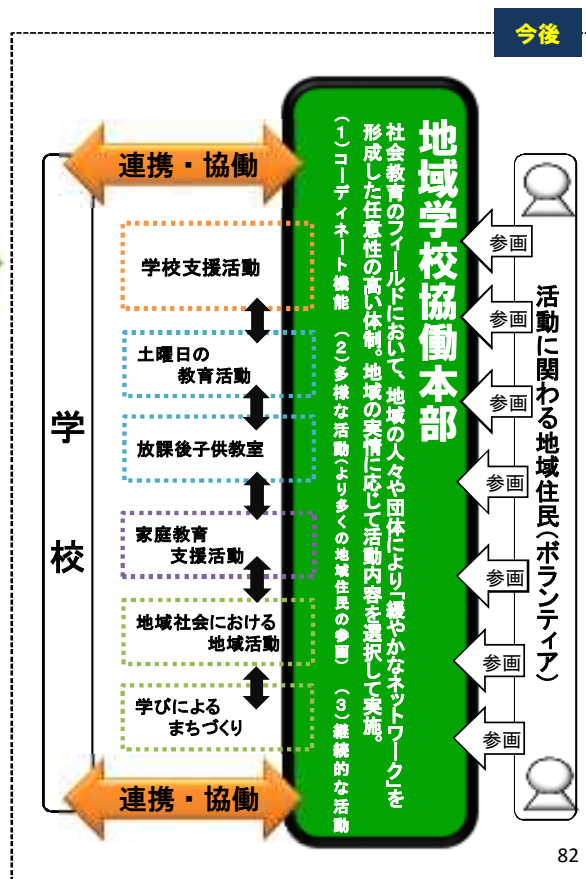 今後
地域学校協働本部
社会教育のフィールドにおいて、地域の人々や団体により「緩やかなネットワーク」を
形成した任意性の高い体制。地域の実情に応じて活動内容を選択して実施。
(1)コーディネート機能 (2)多様な活動(より多くの地域住民の参画) (3)継続的な活動
連携・協働
学校支援活動
土曜日の
教育活動
放課後子供教室
家庭教育
支援活動
地域社会における
地域活動
学びによる
まちづくり
連携・協働
学校
参画
参画
参画
参画
参画
参画
参画
活動に関わる地域住民(ボランティア)
82